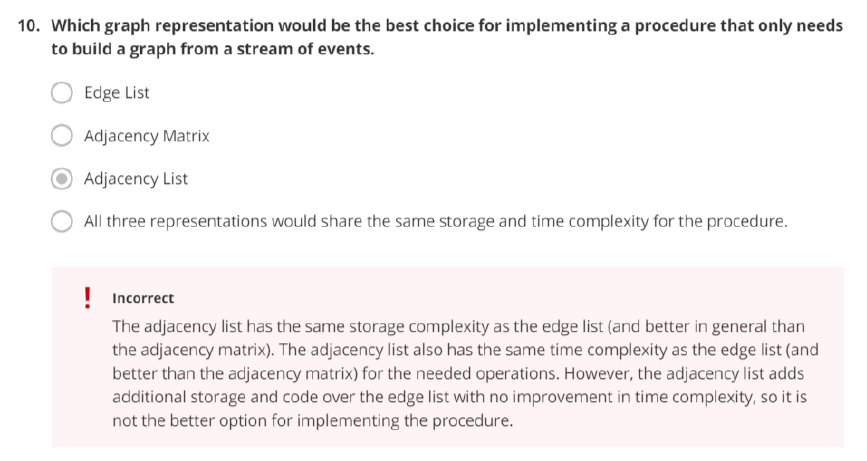 10. Which graph representation would be the best choice for implementing a procedure that only needs
to build a graph from a stream of events.
Edge List
Adjacency Matrix
Adjacency List
All three representations would share the same storage and time complexity for the procedure.
! Incorrect
The adjacency list has the same storage complexity as the edge list (and better in general than
the adjacency matrix). The adjacency list also has the same time complexity as the edge list (and
better than the adjacency matrix) for the needed operations. However, the adjacency list adds
additional storage and code over the edge list with no improvement in time complexity, so it is
not the better option for implementing the procedure.